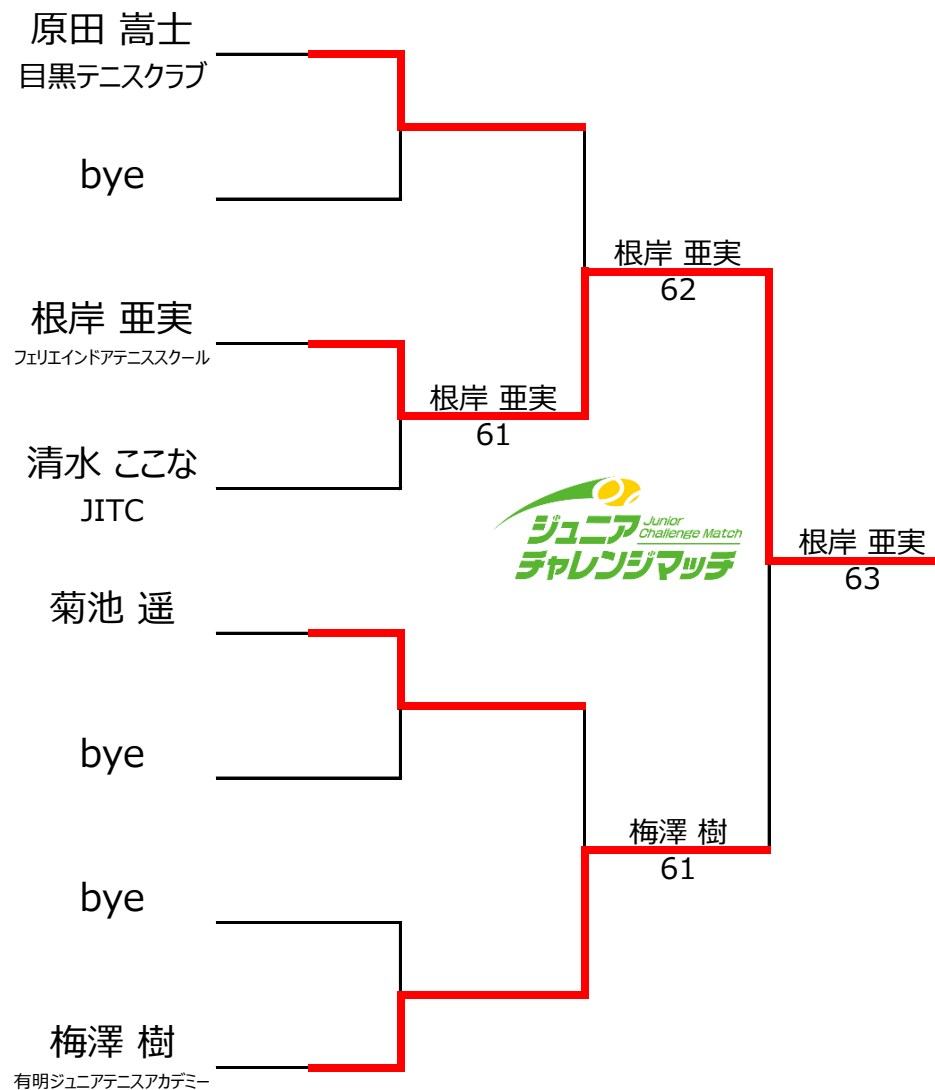 原田 嵩士
目黒テニスクラブ
bye
根岸 亜実
62
根岸 亜実
フェリエインドアテニススクール
根岸 亜実
61
清水 ここな
JITC
ジュニア
Junior
Challenge Match
チャレンジマッチ
根岸 亜実
63
菊池 遥
bye
梅澤 樹
61
bye
梅澤 樹
有明ジュニアテニスアカデミー